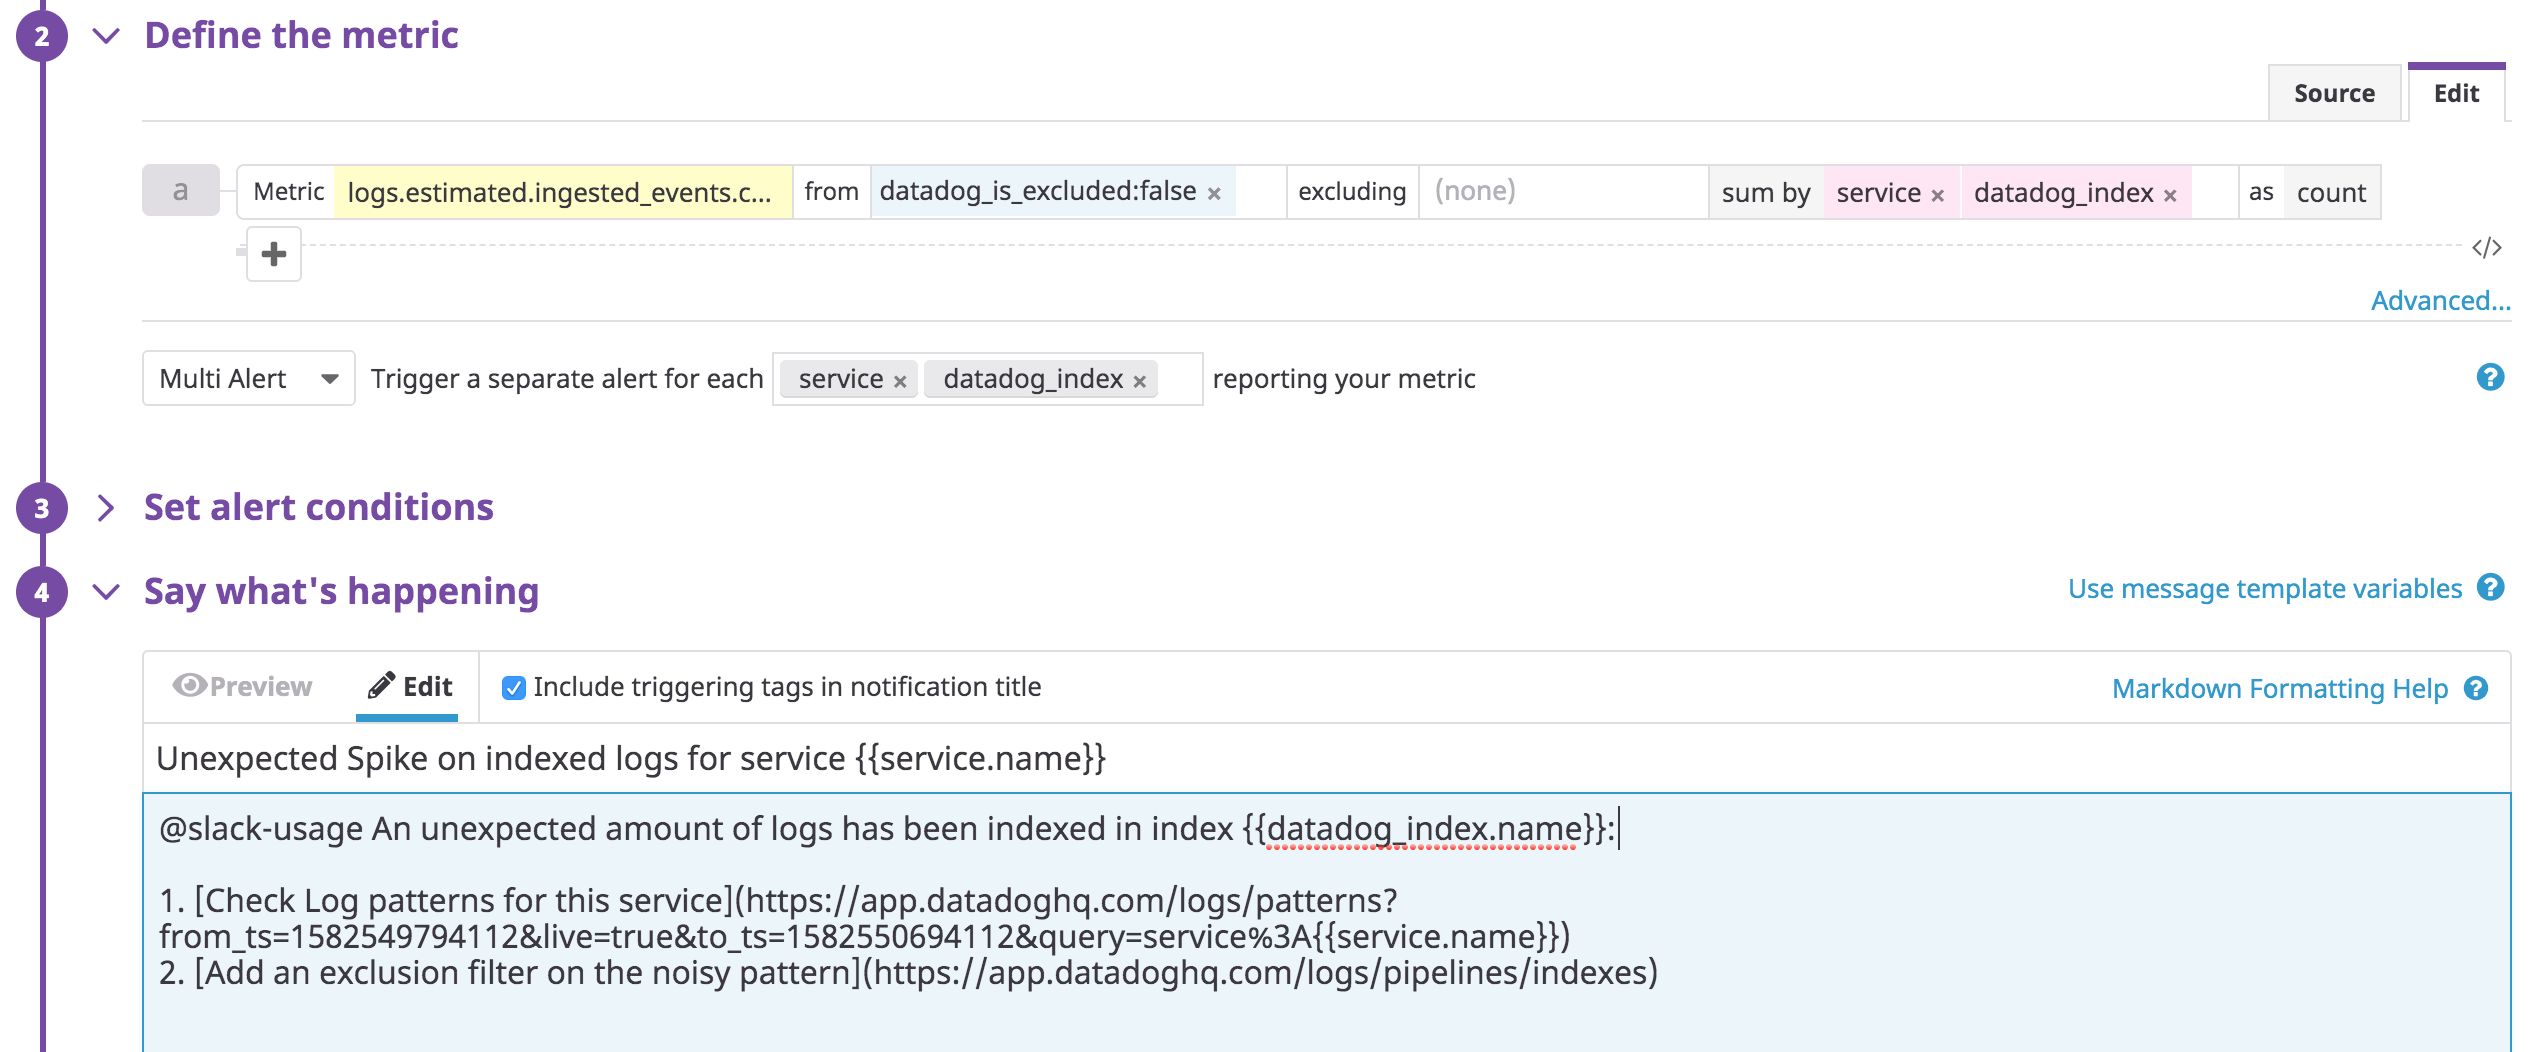 2 Define the metric
Source Edit
a Metric logs.estimated.ingested_events.c... from datadog_is_excluded:false × excluding (none) sum by service × datadog_index × as count
+ </>
Advanced...
Multi Alert Trigger a separate alert for each service × datadog_index × reporting your metric ?
3 Set alert conditions
4 Say what's happening Use message template variables ?
Preview Edit Include triggering tags in notification title Markdown Formatting Help ?
Unexpected Spike on indexed logs for service {{service.name}}
@slack-usage An unexpected amount of logs has been indexed in index {{datadog_index.name}}:
1. [Check Log patterns for this service](https://app.datadoghq.com/logs/patterns?
from_ts=1582549794112&live=true&to_ts=1582550694112&query=service%3A{{service.name}})
2. [Add an exclusion filter on the noisy pattern](https://app.datadoghq.com/logs/pipelines/indexes)